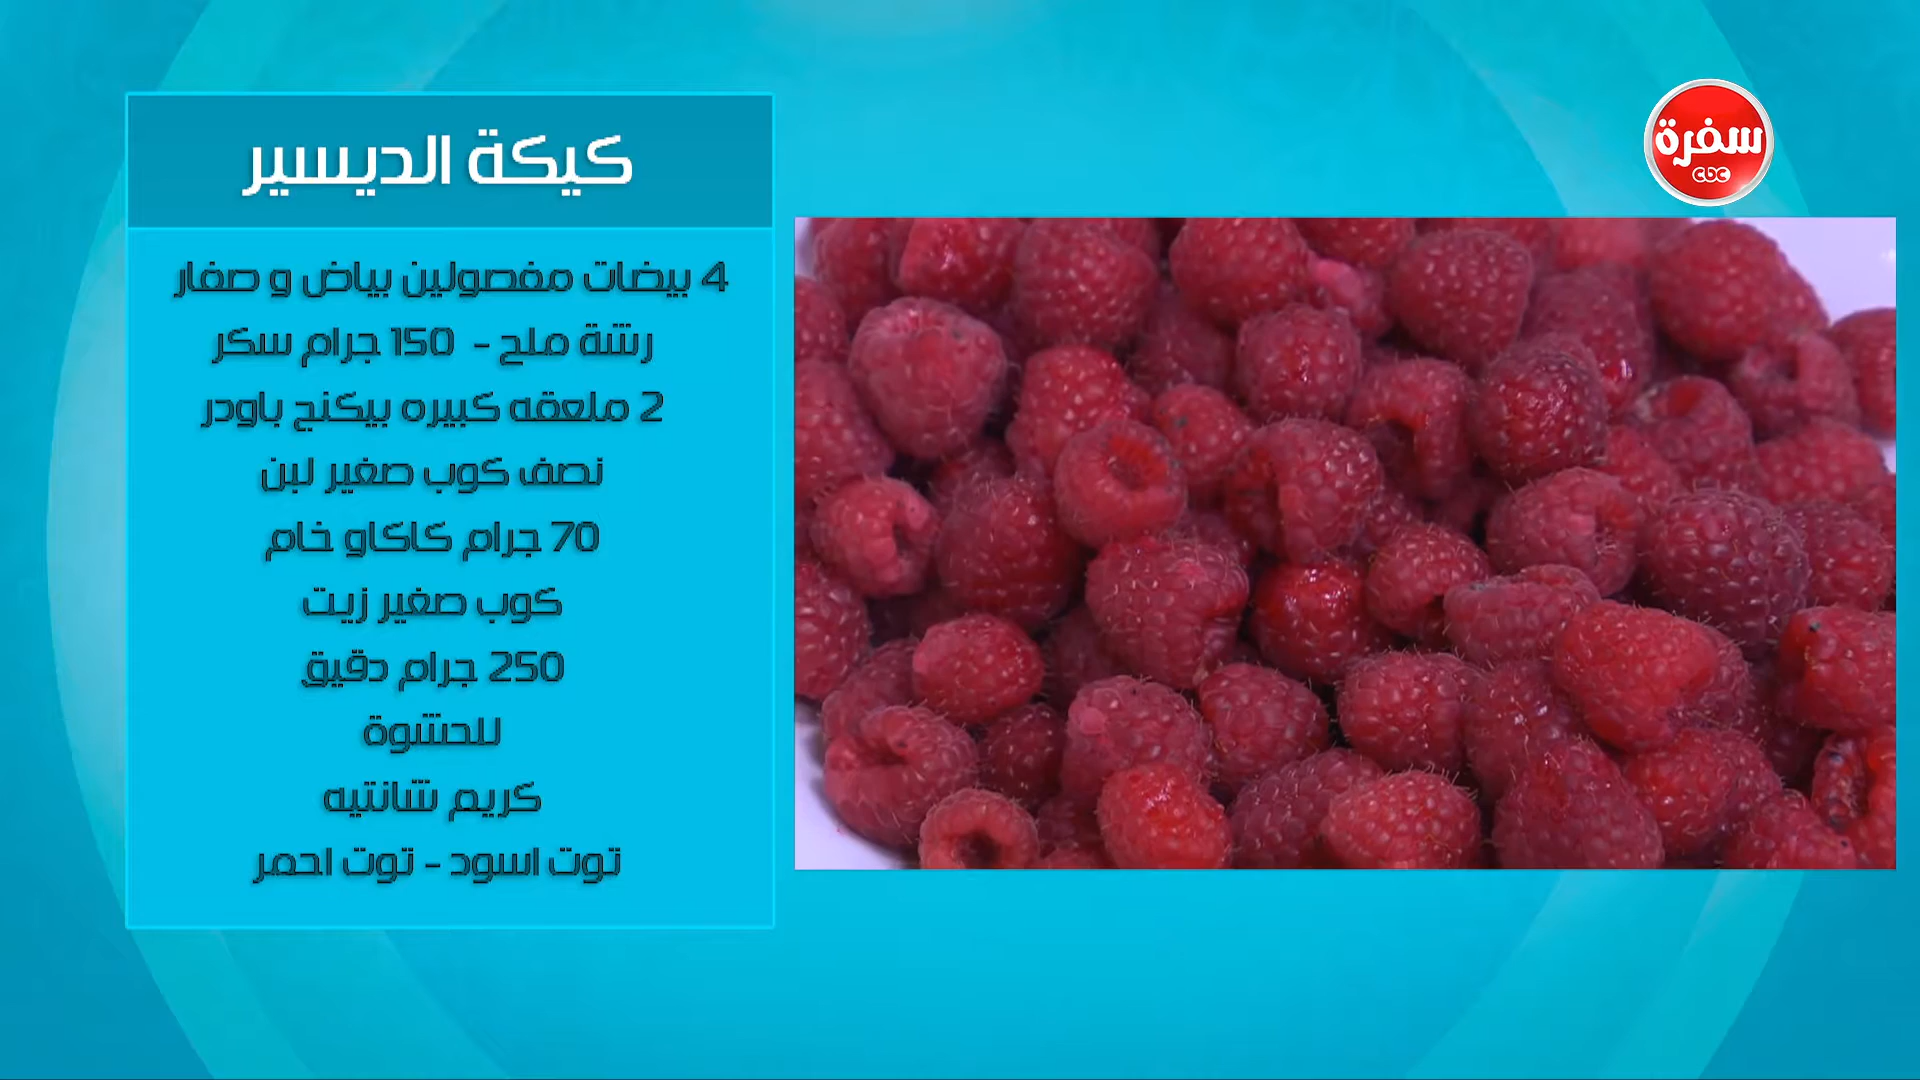 كيكة الديسير
4 بيضات مفصولين بياض و صفار
رشة ملح - 150 جرام سكر
2 ملعقه كبيره بيكنج باودر
نصف كوب صغير لبن
70 جرام كاكاو خام
كوب صغير زيت
250 جرام دقيق
للحشوة
كريم شانتيه
توت اسود - توت احمر
سفرة
cbc